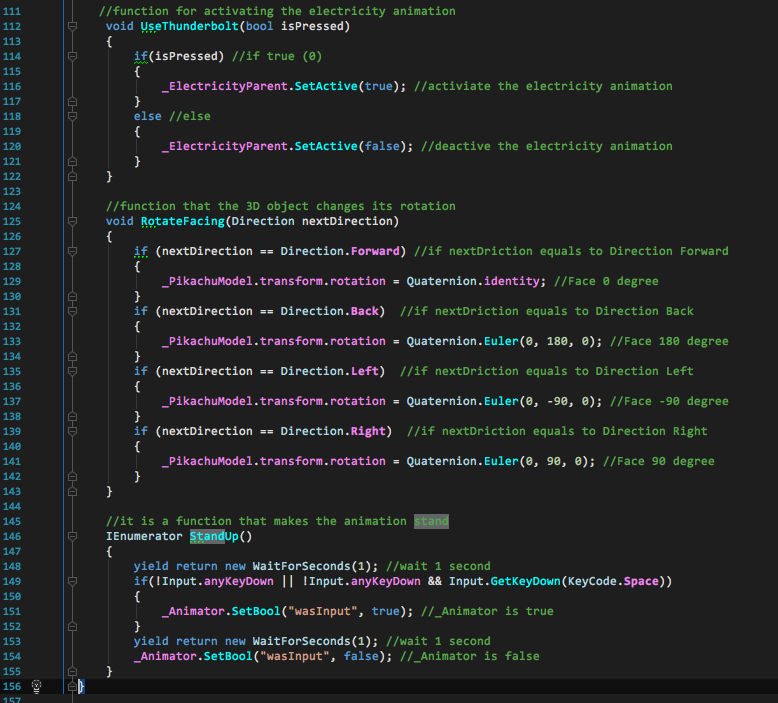 111 //function for activating the electricity animation
112 void UseThunderbolt(bool isPressed)
113 {
114 if(isPressed) //if true (0)
115 {
116 _ElectricityParent.SetActive(true); //activiate the electricity animation
117 }
118 else //else
119 {
120 _ElectricityParent.SetActive(false); //deactive the electricity animation
121 }
122 }
123
124 //function that the 3D object changes its rotation
125 void RotateFacing(Direction nextDirection)
126 {
127 if (nextDirection == Direction.Forward) //if nextDriction equals to Direction Forward
128 {
129 _PikachuModel.transform.rotation = Quaternion.identity; //Face 0 degree
130 }
131 if (nextDirection == Direction.Back) //if nextDriction equals to Direction Back
132 {
133 _PikachuModel.transform.rotation = Quaternion.Euler(0, 180, 0); //Face 180 degree
134 }
135 if (nextDirection == Direction.Left) //if nextDriction equals to Direction Left
136 {
137 _PikachuModel.transform.rotation = Quaternion.Euler(0, -90, 0); //Face -90 degree
138 }
139 if (nextDirection == Direction.Right) //if nextDriction equals to Direction Right
140 {
141 _PikachuModel.transform.rotation = Quaternion.Euler(0, 90, 0); //Face 90 degree
142 }
143 }
144
145 //it is a function that makes the animation stand
146 IEnumerator StandUp()
147 {
148 yield return new WaitForSeconds(1); //wait 1 second
149 if(!Input.anyKeyDown || !Input.anyKeyDown && Input.GetKeyDown(KeyCode.Space))
150 {
151 _Animator.SetBool("wasInput", true); //_Animator is true
152 }
153 yield return new WaitForSeconds(1); //wait 1 second
154 _Animator.SetBool("wasInput", false); //_Animator is false
155 }
156 }
157